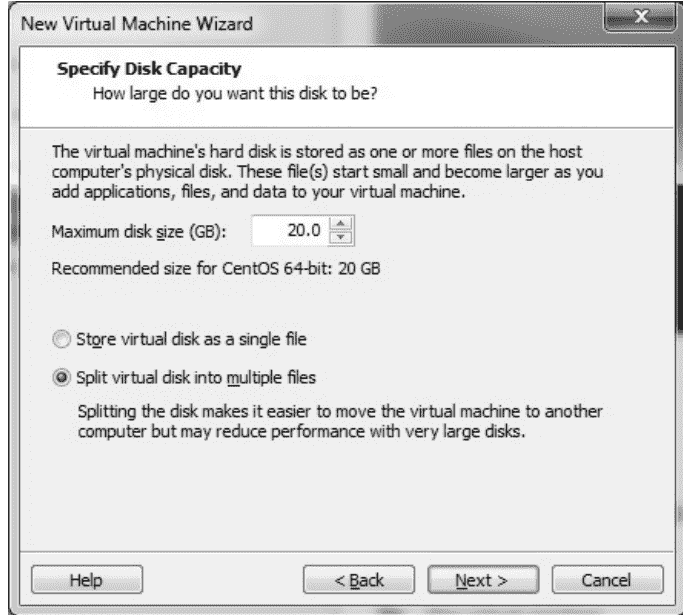 New Virtual Machine Wizard
Specify Disk Capacity
How large do you want this disk to be?
The virtual machine's hard disk is stored as one or more files on the host
computer's physical disk. These file(s) start small and become larger as you
add applications, files, and data to your virtual machine.
Maximum disk size (GB): 20.0
Recommended size for CentOS 64-bit: 20 GB
Store virtual disk as a single file
Split virtual disk into multiple files
Splitting the disk makes it easier to move the virtual machine to another
computer but may reduce performance with very large disks.
Help < Back Next > Cancel